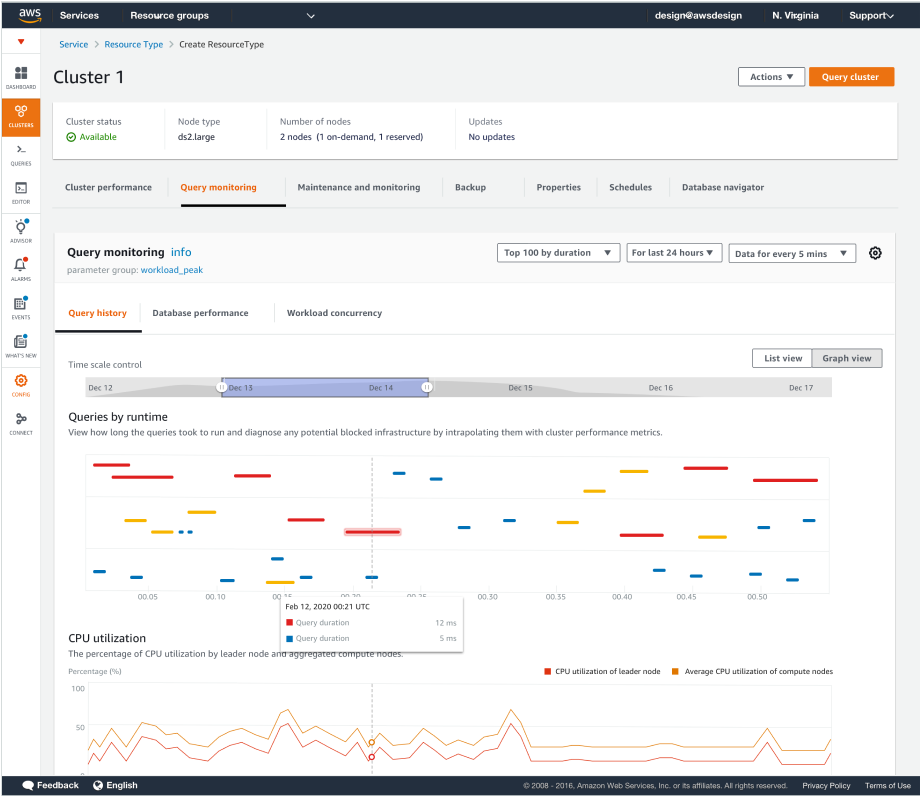 aws Services Resource groups design@awsdesign N. Virginia Support
Service > Resource Type > Create ResourceType
Cluster 1
Actions Query cluster
DASHBOARD
CLUSTERS
QUERIES
EDITOR
ADVISOR
ALARMS
EVENTS
WHAT'S NEW
CONFIG
CONNECT
Cluster status Node type Number of nodes Updates
Available ds2.large 2 nodes (1 on-demand, 1 reserved) No updates
Cluster performance Query monitoring Maintenance and monitoring Backup Properties Schedules Database navigator
Query monitoring info Top 100 by duration For last 24 hours Data for every 5 mins
parameter group: workload_peak
Query history Database performance Workload concurrency
List view Graph view
Time scale control
Dec 12 Dec 13 Dec 14 Dec 15 Dec 16 Dec 17
Queries by runtime
View how long the queries took to run and diagnose any potential blocked infrastructure by intrapolating them with cluster performance metrics.
00.05 00.10 00.15 00.20 00.25 00.30 00.35 00.40 00.45 00.50
Feb 12, 2020 00:21 UTC
Query duration 12 ms
Query duration 5 ms
CPU utilization
The percentage of CPU utilization by leader node and aggregated compute nodes.
Percentage (%) CPU utilization of leader node Average CPU utilization of compute nodes
100
50
0
Feedback English © 2008 - 2016, Amazon Web Services, Inc. or its affiliates. All rights reserved. Privacy Policy Terms of Use